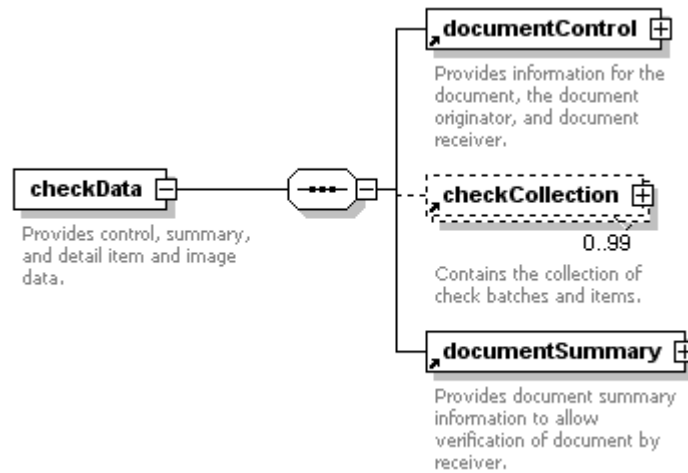 documentControl
Provides information for the
document, the document
originator, and document
receiver.
checkData
Provides control, summary,
and detail item and image
data.
checkCollection
0..99
Contains the collection of
check batches and items.
documentSummary
Provides document summary
information to allow
verification of document by
receiver.